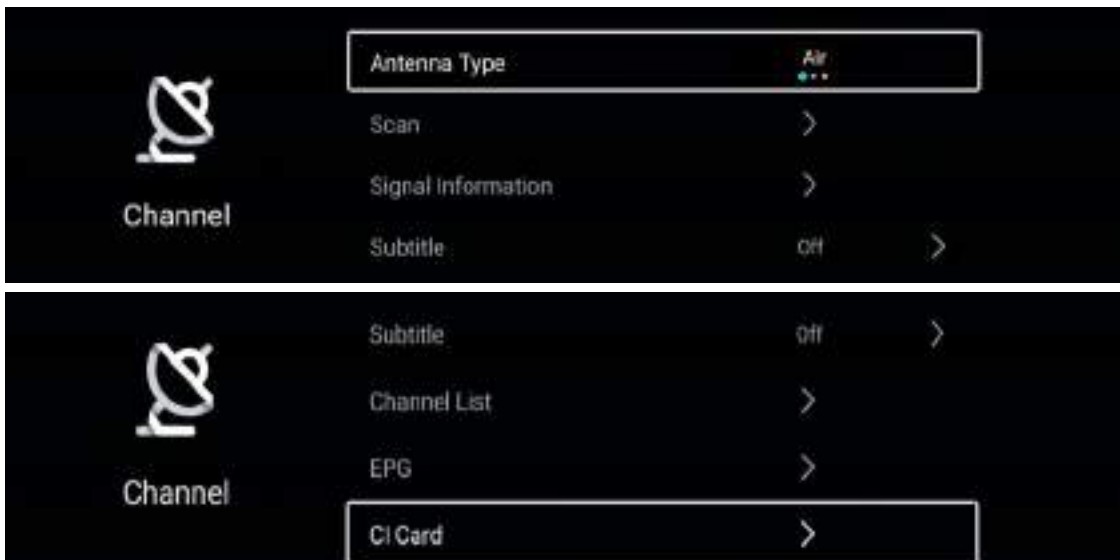 Antenna Type Air
Scan
Signal Information
Channel
Subtitle Off
Subtitle Off
Channel List
EPG
Channel
CI Card